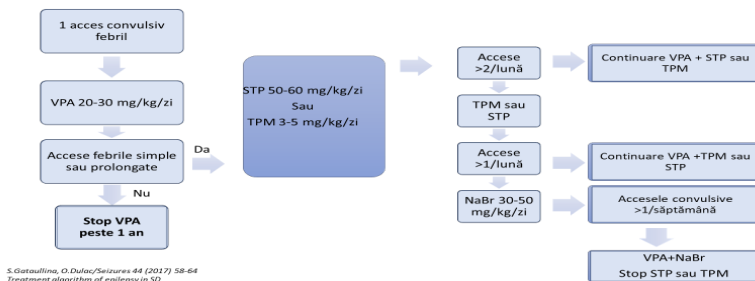 1 acces convulsiv
febril
VPA 20-30 mg/kg/zi
Accese febrile simple
sau prolongate
Da
Nu
Stop VPA
peste 1 an
STP 50-60 mg/kg/zi
Sau
TPM 3-5 mg/kg/zi
Accese
>2/lună
Continuare VPA + STP sau
TPM
TPM sau
STP
Accese
>1/lună
Continuare VPA +TPM sau
STP
NaBr 30-50
mg/kg/zi
Accesele convulsive
>1/săptămână
VPA+NaBr
Stop STP sau TPM
S.Gataullina, O.Dulac/Seizures 44 (2017) 58-64
Treatment algorithm of epilepsy in SD